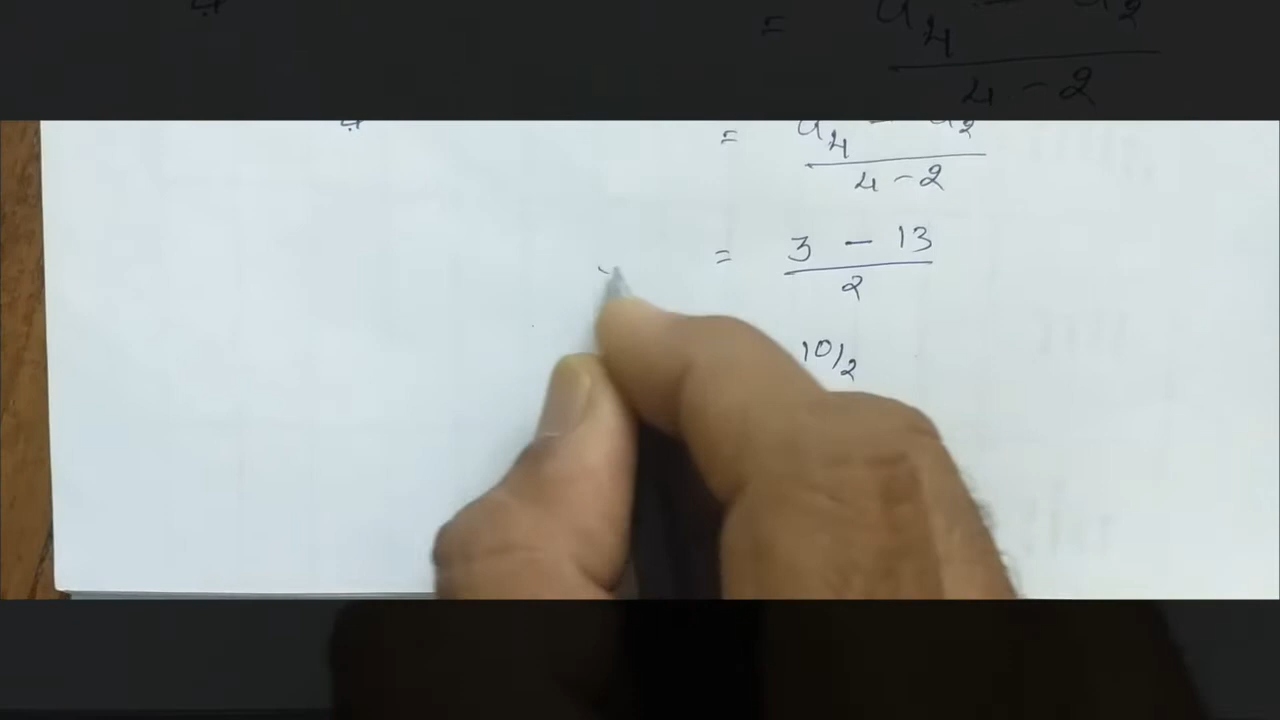 = a₄ - a₂
4 - 2
= 3 - 13
2
10/2